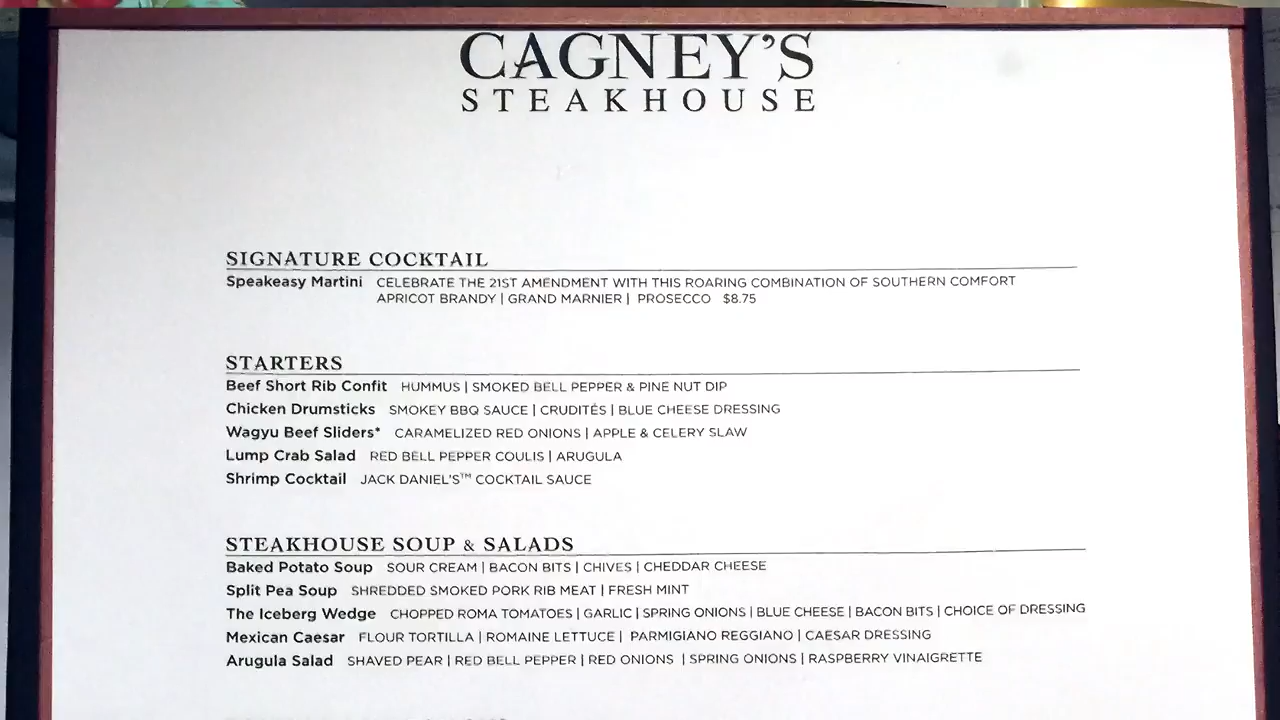 CAGNEY'S
STEAKHOUSE
SIGNATURE COCKTAIL
Speakeasy Martini CELEBRATE THE 21ST AMENDMENT WITH THIS ROARING COMBINATION OF SOUTHERN COMFORT
APRICOT BRANDY | GRAND MARNIER | PROSECCO $8.75
STARTERS
Beef Short Rib Confit HUMMUS | SMOKED BELL PEPPER & PINE NUT DIP
Chicken Drumsticks SMOKEY BBQ SAUCE | CRUDITÉS | BLUE CHEESE DRESSING
Wagyu Beef Sliders* CARAMELIZED RED ONIONS | APPLE & CELERY SLAW
Lump Crab Salad RED BELL PEPPER COULIS | ARUGULA
Shrimp Cocktail JACK DANIEL'S™ COCKTAIL SAUCE
STEAKHOUSE SOUP & SALADS
Baked Potato Soup SOUR CREAM | BACON BITS | CHIVES | CHEDDAR CHEESE
Split Pea Soup SHREDDED SMOKED PORK RIB MEAT | FRESH MINT
The Iceberg Wedge CHOPPED ROMA TOMATOES | GARLIC | SPRING ONIONS | BLUE CHEESE | BACON BITS | CHOICE OF DRESSING
Mexican Caesar FLOUR TORTILLA | ROMAINE LETTUCE | PARMIGIANO REGGIANO | CAESAR DRESSING
Arugula Salad SHAVED PEAR | RED BELL PEPPER | RED ONIONS | SPRING ONIONS | RASPBERRY VINAIGRETTE